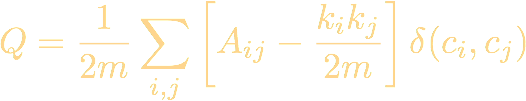 Q = \frac{1}{2m} \sum_{i,j} \left[ A_{ij} - \frac{k_i k_j}{2m} \right] \delta(c_i, c_j)